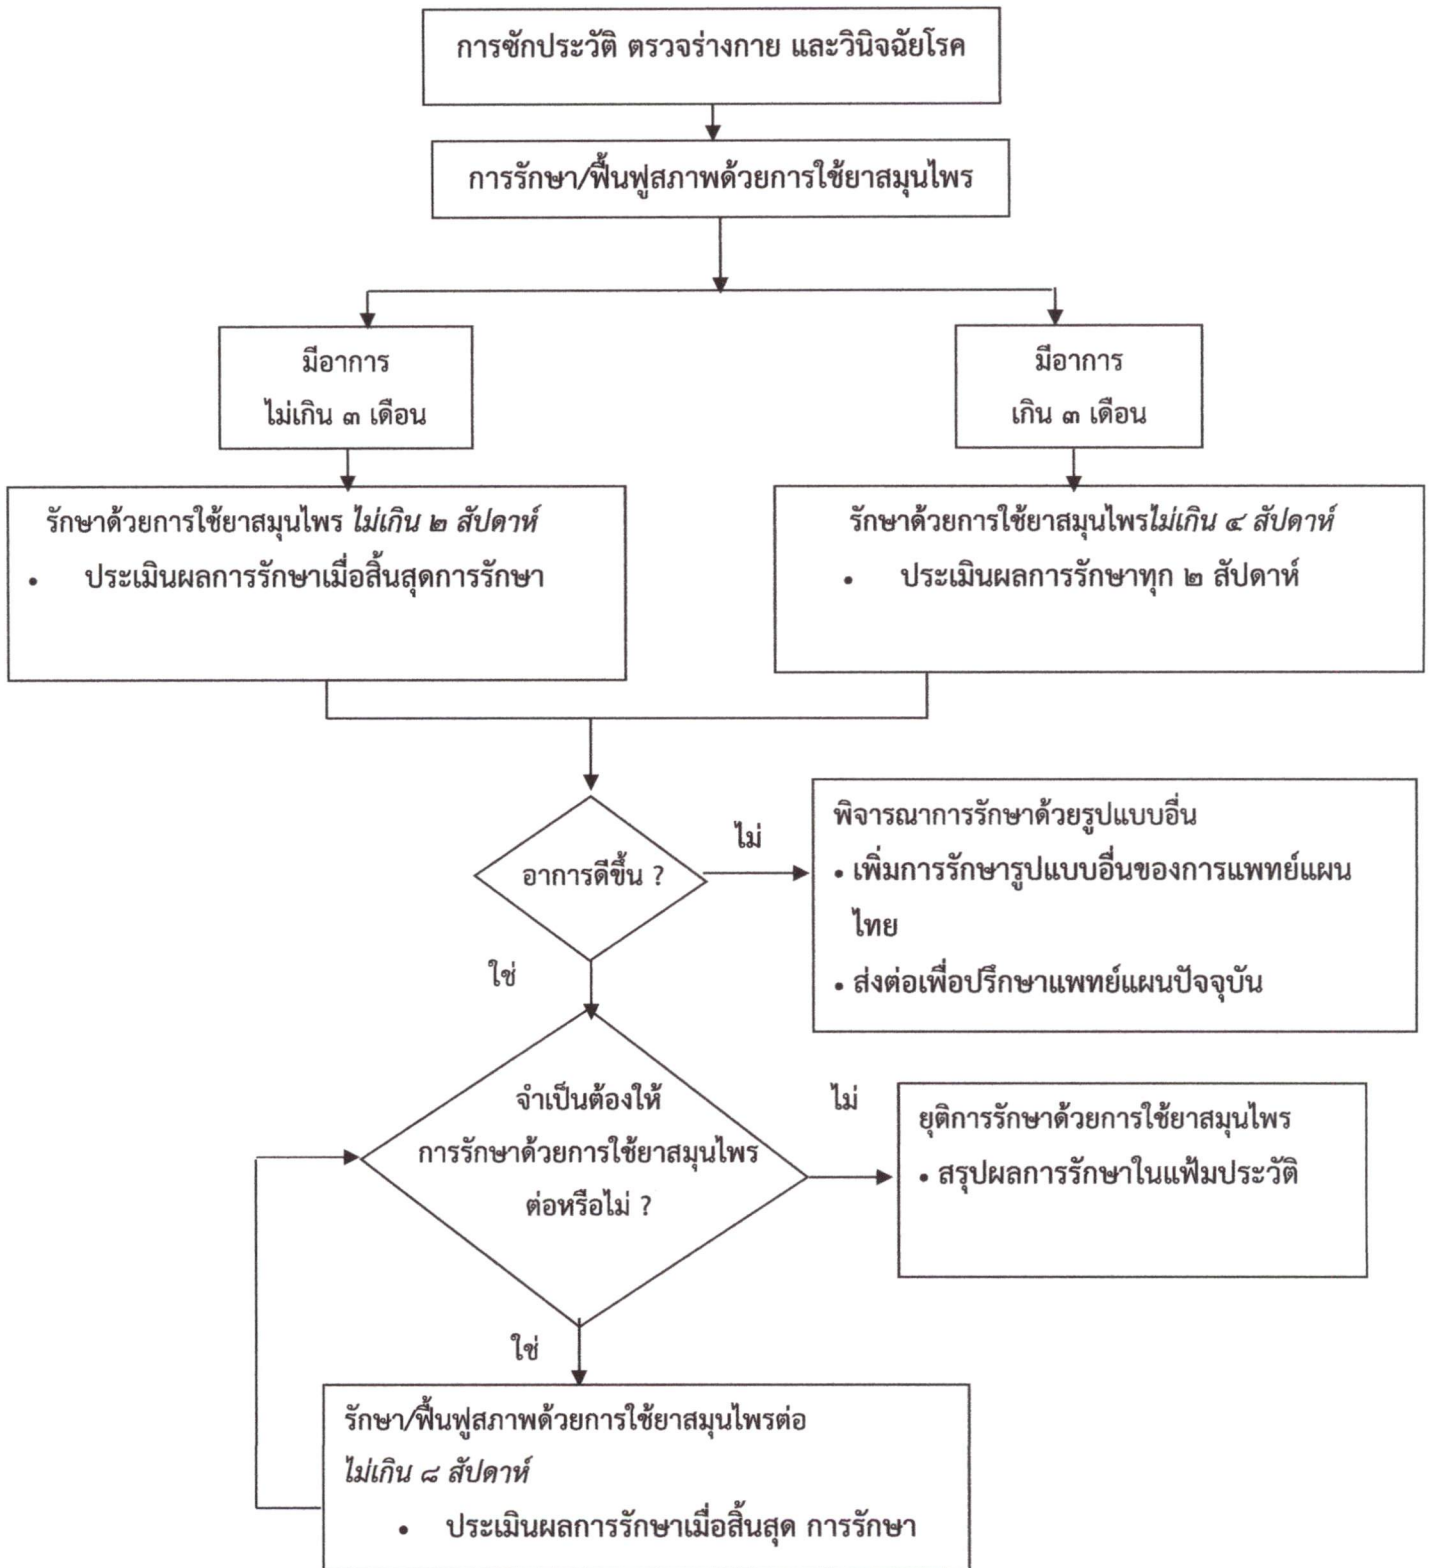 การซักประวัติ ตรวจร่างกาย และวินิจฉัยโรค
การรักษา/ฟื้นฟูสภาพด้วยการใช้ยาสมุนไพร
มีอาการ
ไม่เกิน ๓ เดือน
มีอาการ
เกิน ๓ เดือน
รักษาด้วยการใช้ยาสมุนไพร ไม่เกิน ๒ สัปดาห์
• ประเมินผลการรักษาเมื่อสิ้นสุดการรักษา
รักษาด้วยการใช้ยาสมุนไพรไม่เกิน ๔ สัปดาห์
• ประเมินผลการรักษาทุก ๒ สัปดาห์
อาการดีขึ้น ?
ไม่
พิจารณาการรักษาด้วยรูปแบบอื่น
• เพิ่มการรักษารูปแบบอื่นของการแพทย์แผน
ไทย
• ส่งต่อเพื่อปรึกษาแพทย์แผนปัจจุบัน
ใช่
จำเป็นต้องให้
การรักษาด้วยการใช้ยาสมุนไพร
ต่อหรือไม่ ?
ไม่
ยุติการรักษาด้วยการใช้ยาสมุนไพร
• สรุปผลการรักษาในแฟ้มประวัติ
ใช่
รักษา/ฟื้นฟูสภาพด้วยการใช้ยาสมุนไพรต่อ
ไม่เกิน ๘ สัปดาห์
• ประเมินผลการรักษาเมื่อสิ้นสุด การรักษา